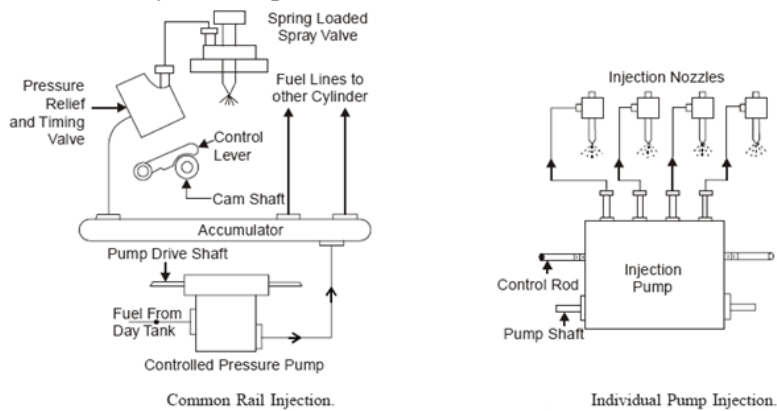 Spring Loaded
Spray Valve
Pressure
Relief
and Timing
Valve
Fuel Lines to
other Cylinder
Control
Lever
Cam Shaft
Accumulator
Pump Drive Shaft
Fuel From
Day Tank
Controlled Pressure Pump
Common Rail Injection.
Injection Nozzles
Control Rod
Injection
Pump
Pump Shaft
Individual Pump Injection.